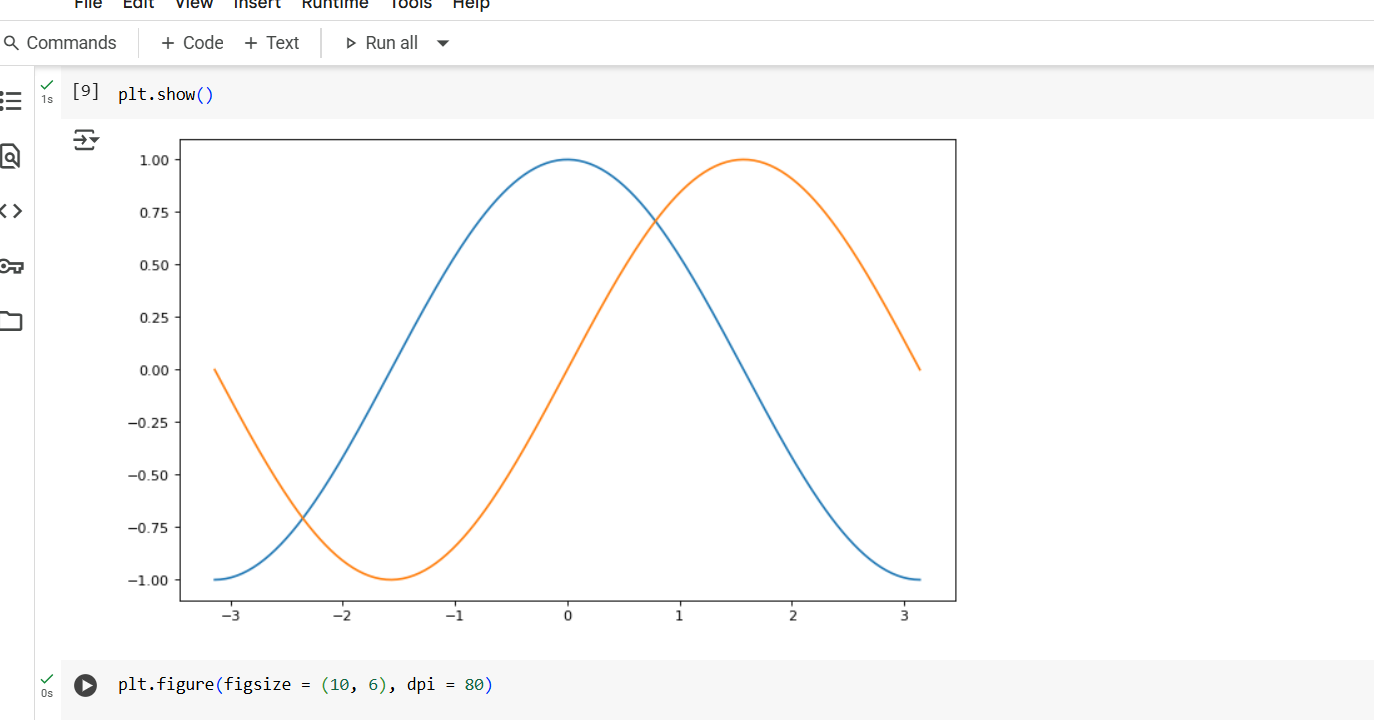 File Edit View Insert Runtime Tools Help
Commands + Code + Text Run all
[9] plt.show()
1s
1.00
0.75
0.50
0.25
0.00
−0.25
−0.50
−0.75
−1.00
−3 −2 −1 0 1 2 3
plt.figure(figsize = (10, 6), dpi = 80)
0s